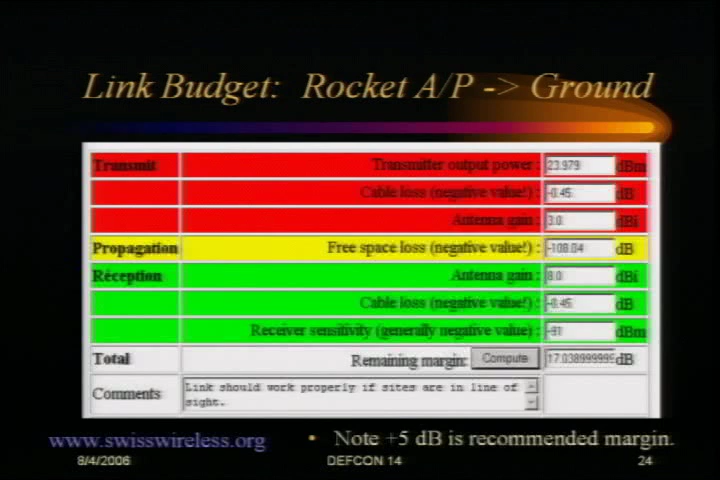 Link Budget: Rocket A/P -> Ground
Transmit Transmitter output power : 23.979 dBm
Cable loss (negative value!) : -0.45 dB
Antenna gain : 3.0 dBi
Propagation Free space loss (negative value!) : -108.04 dB
Réception Antenna gain : 8.0 dBi
Cable loss (negative value!) : -0.45 dB
Receiver sensitivity (generally negative value) : -91 dBm
Total Remaining margin: Compute 17.038999999 dB
Comments Link should work properly if sites are in line of
sight.
www.swisswireless.org • Note +5 dB is recommended margin.
8/4/2006 DEFCON 14 24